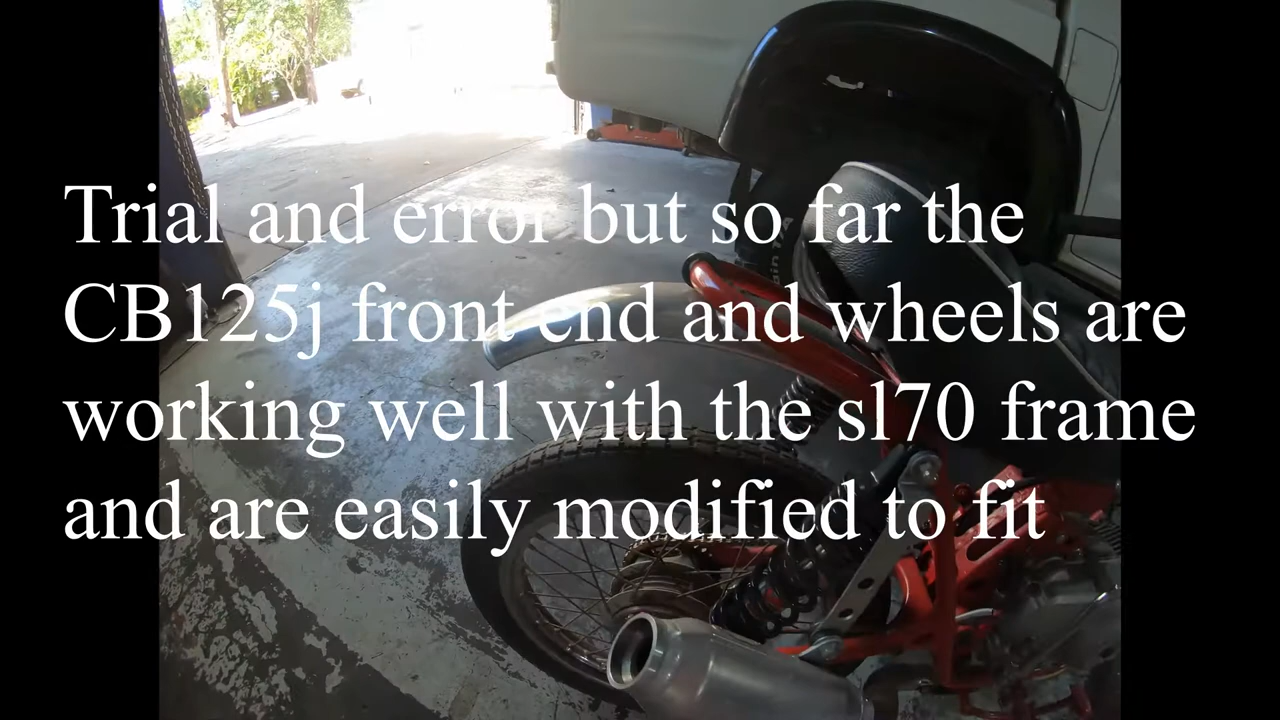 Trial and error but so far the
CB125j front end and wheels are
working well with the sl70 frame
and are easily modified to fit